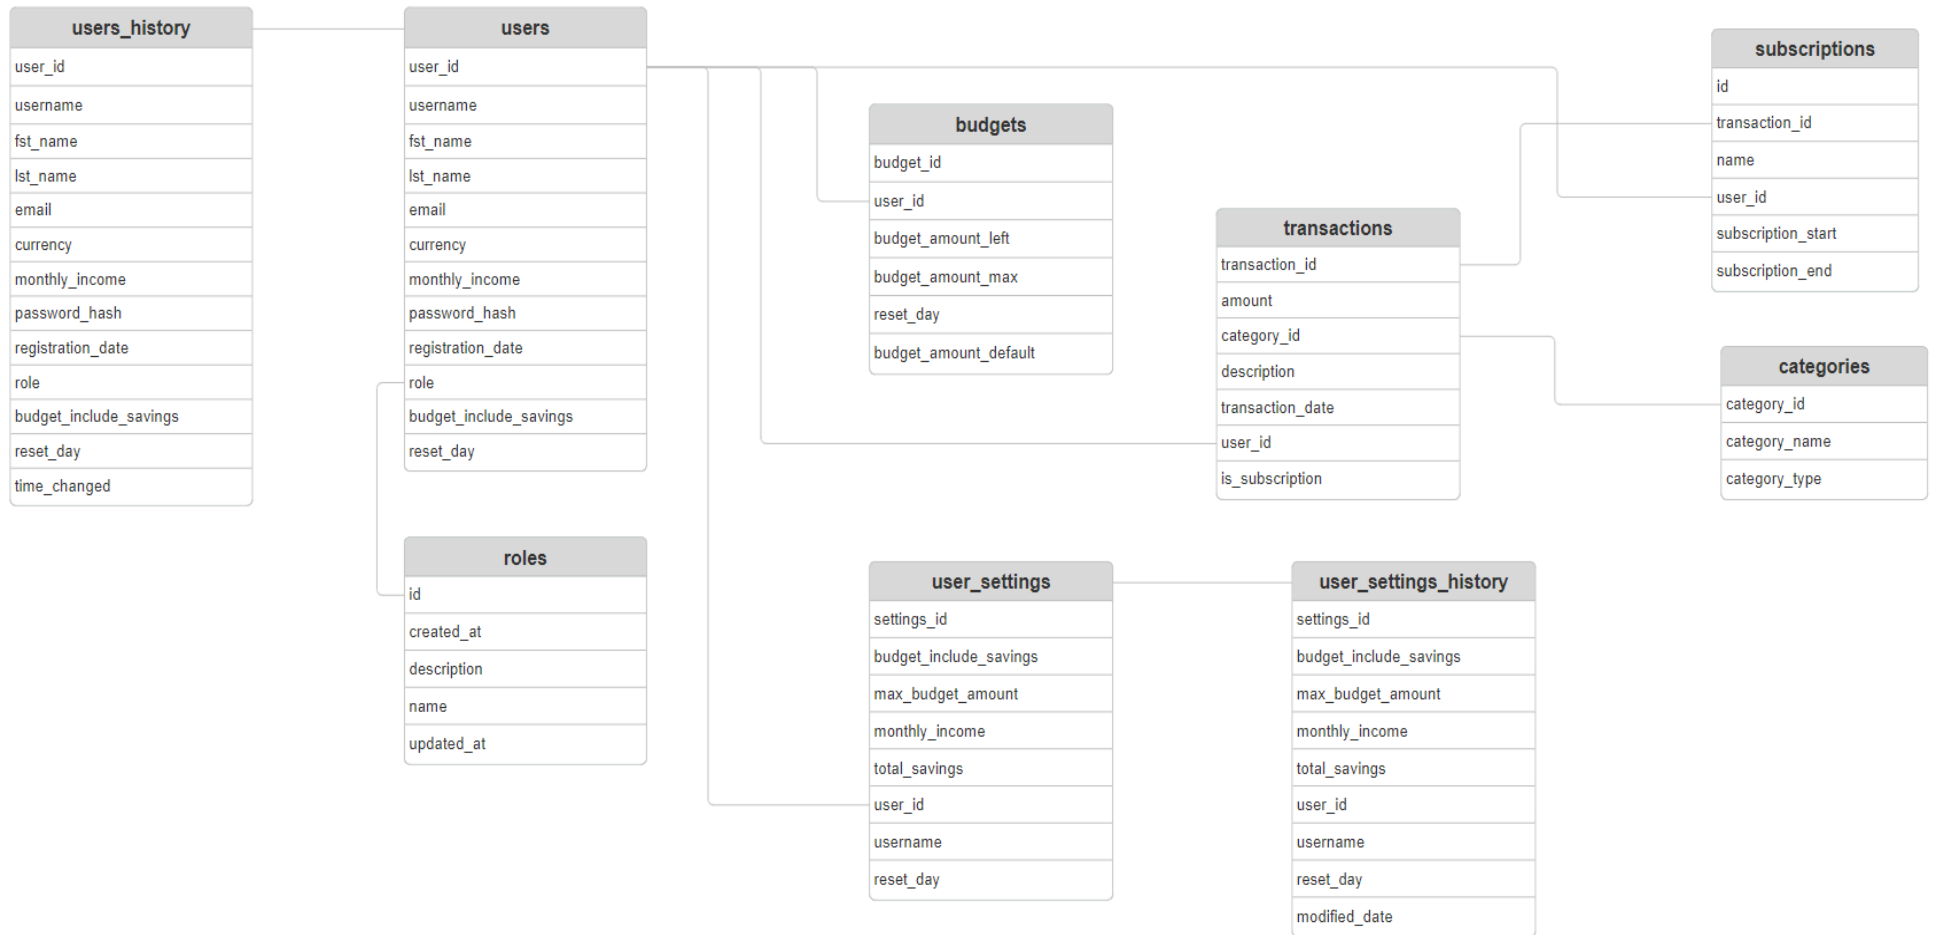 users_history
user_id
username
fst_name
lst_name
email
currency
monthly_income
password_hash
registration_date
role
budget_include_savings
reset_day
time_changed
users
user_id
username
fst_name
lst_name
email
currency
monthly_income
password_hash
registration_date
role
budget_include_savings
reset_day
roles
id
created_at
description
name
updated_at
budgets
budget_id
user_id
budget_amount_left
budget_amount_max
reset_day
budget_amount_default
transactions
transaction_id
amount
category_id
description
transaction_date
user_id
is_subscription
subscriptions
id
transaction_id
name
user_id
subscription_start
subscription_end
categories
category_id
category_name
category_type
user_settings
settings_id
budget_include_savings
max_budget_amount
monthly_income
total_savings
user_id
username
reset_day
user_settings_history
settings_id
budget_include_savings
max_budget_amount
monthly_income
total_savings
user_id
username
reset_day
modified_date